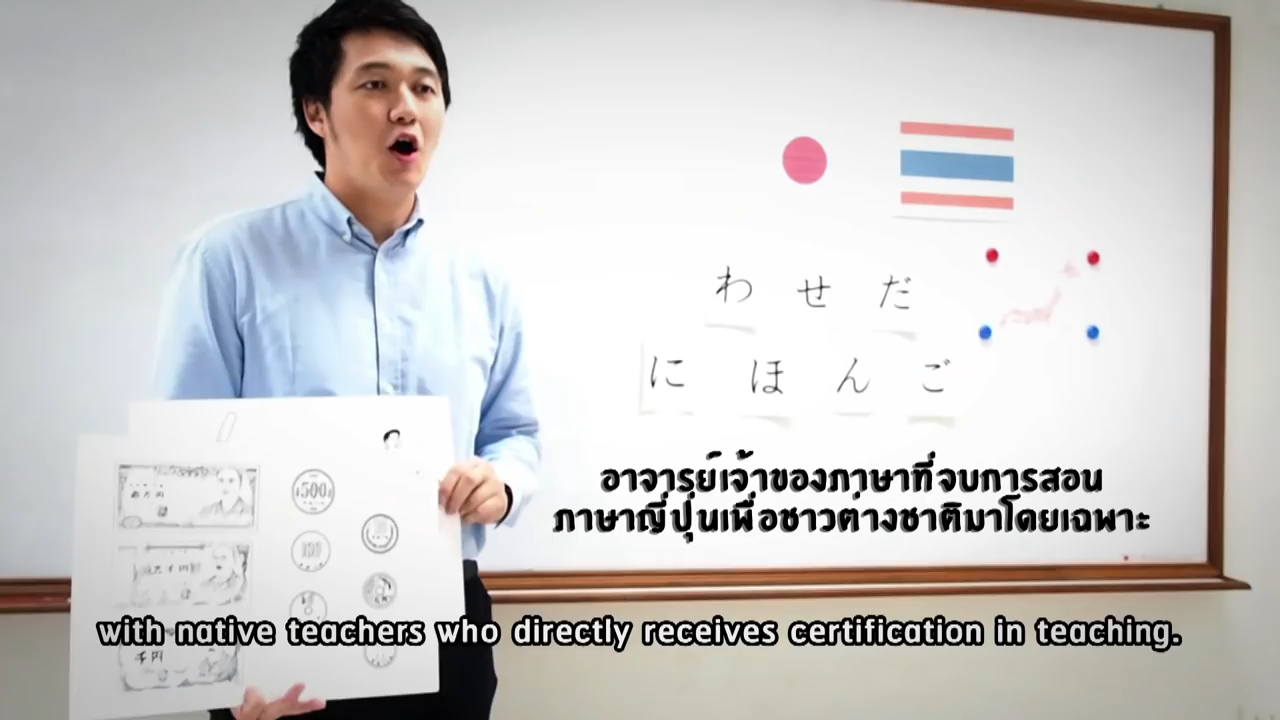 わせだ
にほんご
อาจารย์เจ้าของภาษาที่จบการสอน
ภาษาญี่ปุ่นเพื่อชาวต่างชาติมาโดยเฉพาะ
500
千円
with native teachers who directly receives certification in teaching.